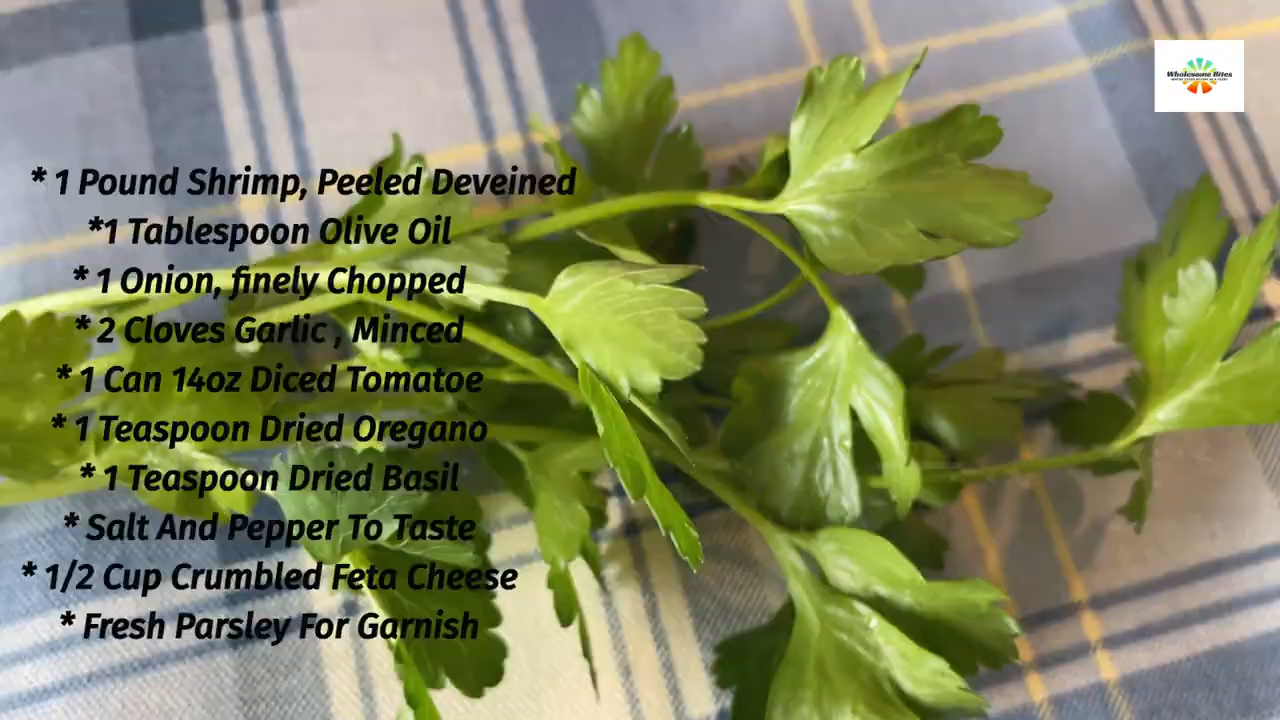 * 1 Pound Shrimp, Peeled Deveined
*1 Tablespoon Olive Oil
* 1 Onion, finely Chopped
* 2 Cloves Garlic , Minced
* 1 Can 14oz Diced Tomatoe
* 1 Teaspoon Dried Oregano
* 1 Teaspoon Dried Basil
* Salt And Pepper To Taste
* 1/2 Cup Crumbled Feta Cheese
* Fresh Parsley For Garnish
Wholesome Bites